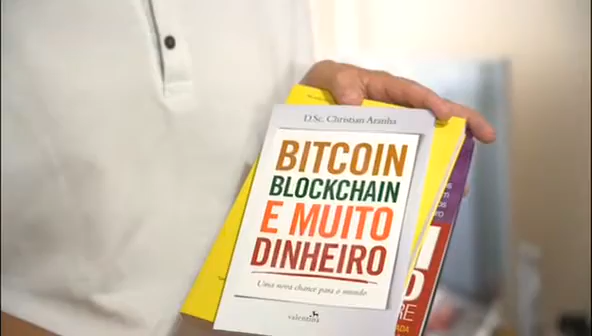 D.Sc. Christian Aranha
BITCOIN
BLOCKCHAIN
E MUITO
DINHEIRO
Uma nova chance para o mundo
valentina